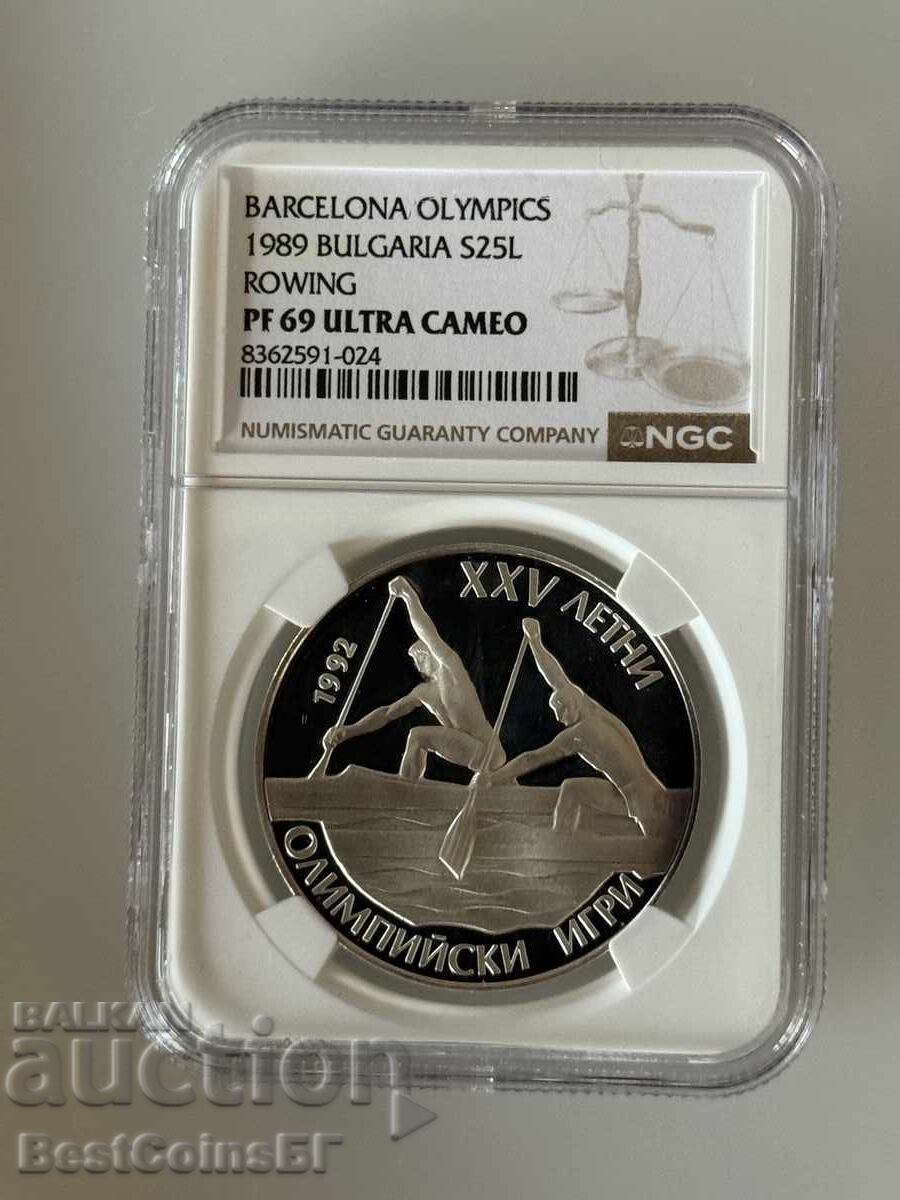 BARCELONA OLYMPICS
1989 BULGARIA S25L
ROWING
PF 69 ULTRA CAMEO
8362591-024
NUMISMATIC GUARANTY COMPANY
NGC
1992
XXV ЛЕТНИ
ОЛИМПИЙСКИ ИГРИ
BALKAN
auction
BestCoinsБГ